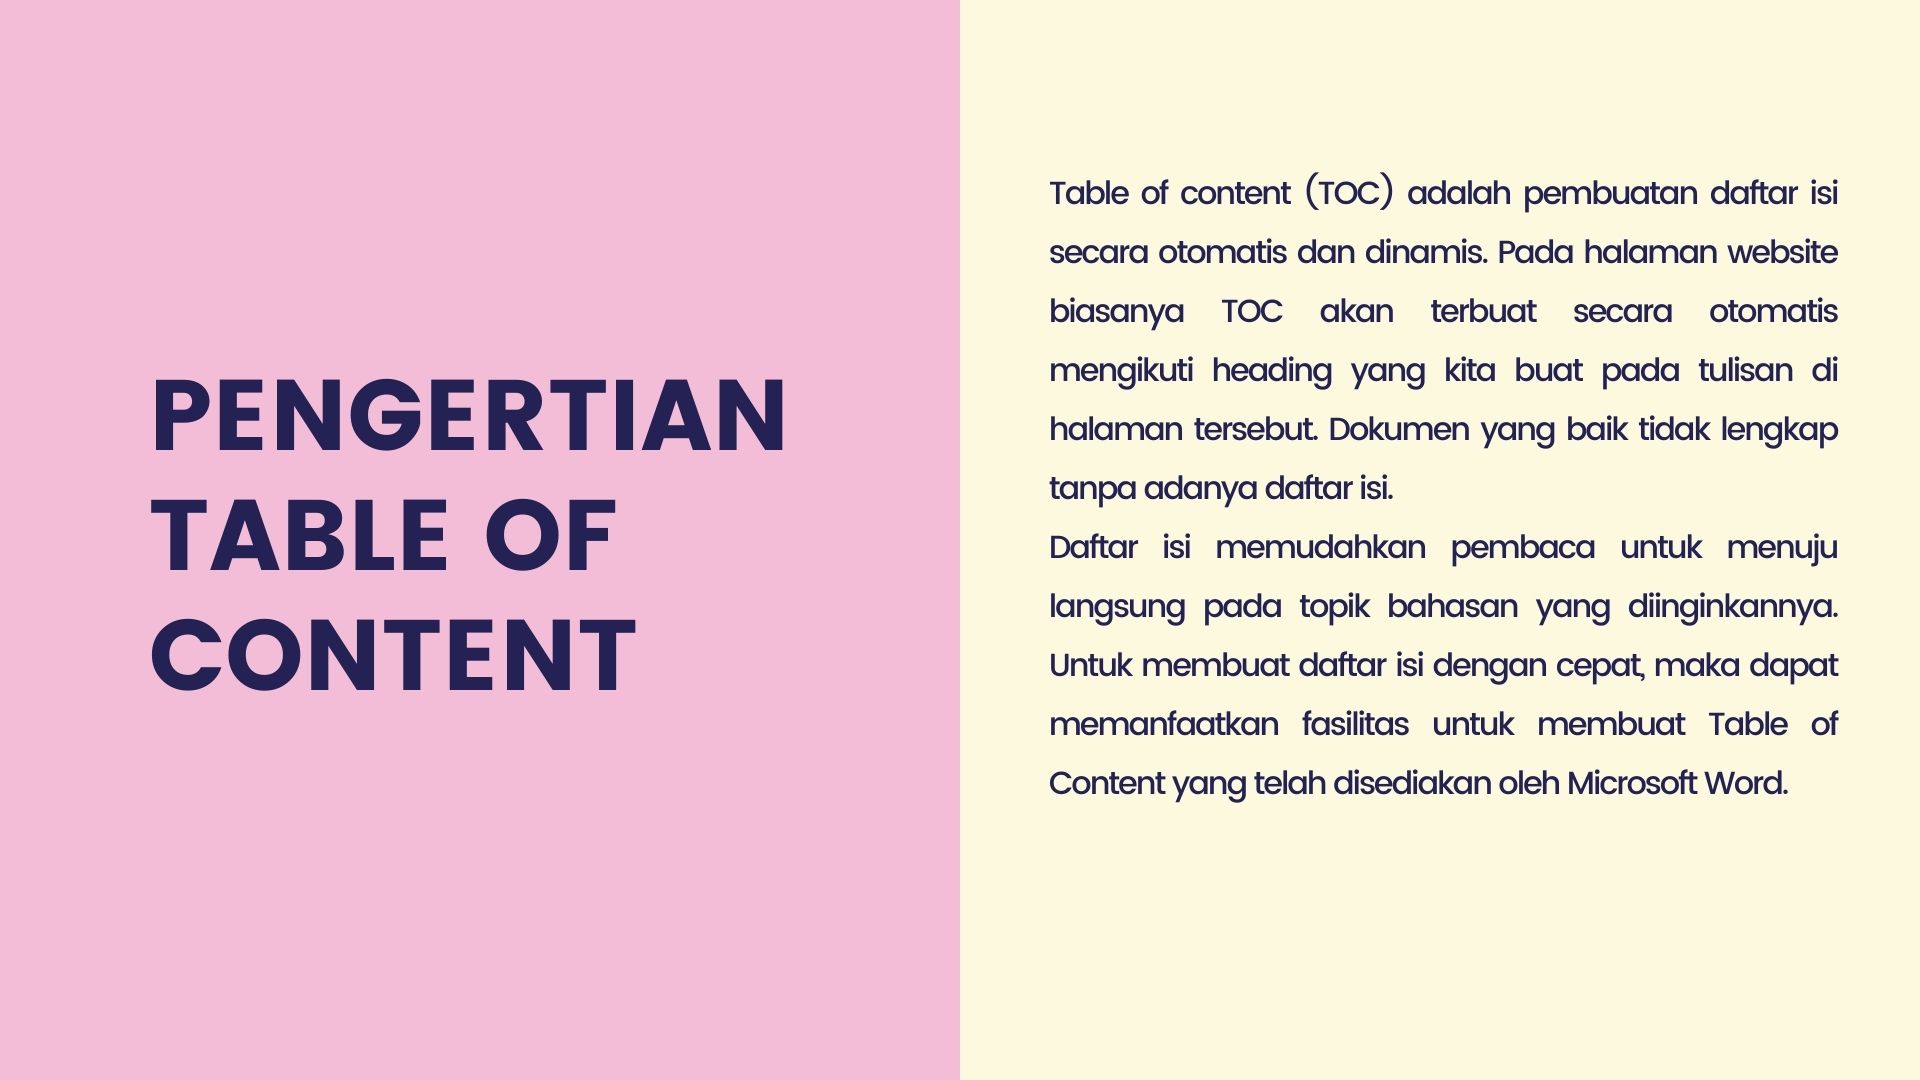 PENGERTIAN
TABLE OF
CONTENT
Table of content (TOC) adalah pembuatan daftar isi
secara otomatis dan dinamis. Pada halaman website
biasanya TOC akan terbuat secara otomatis
mengikuti heading yang kita buat pada tulisan di
halaman tersebut. Dokumen yang baik tidak lengkap
tanpa adanya daftar isi.
Daftar isi memudahkan pembaca untuk menuju
langsung pada topik bahasan yang diinginkannya.
Untuk membuat daftar isi dengan cepat, maka dapat
memanfaatkan fasilitas untuk membuat Table of
Content yang telah disediakan oleh Microsoft Word.